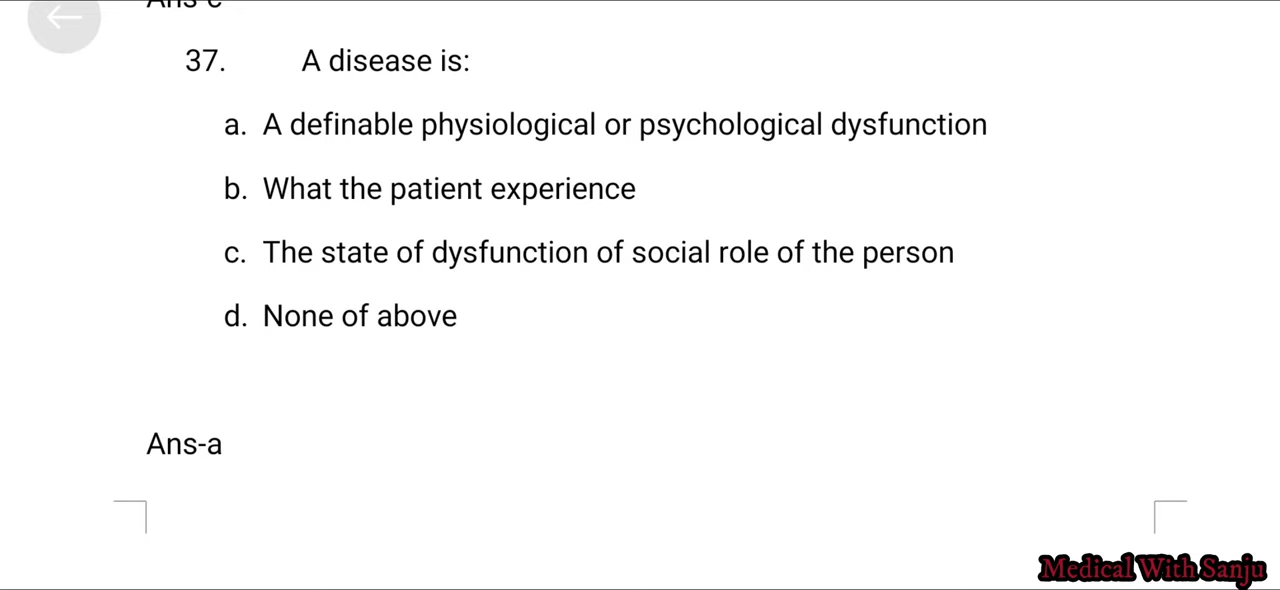 37. A disease is:
a. A definable physiological or psychological dysfunction
b. What the patient experience
c. The state of dysfunction of social role of the person
d. None of above
Ans-a
Medical With Sanju